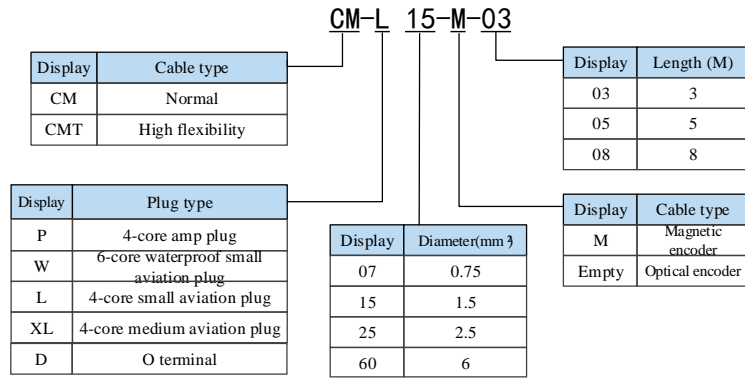 CM-L 15-M-03
Display Cable type
CM Normal
CMT High flexibility
Display Length (M)
03 3
05 5
08 8
Display Plug type
P 4-core amp plug
W 6-core waterproof small
aviation plug
L 4-core small aviation plug
XL 4-core medium aviation plug
D O terminal
Display Diameter(mm²)
07 0.75
15 1.5
25 2.5
60 6
Display Cable type
M Magnetic
encoder
Empty Optical encoder